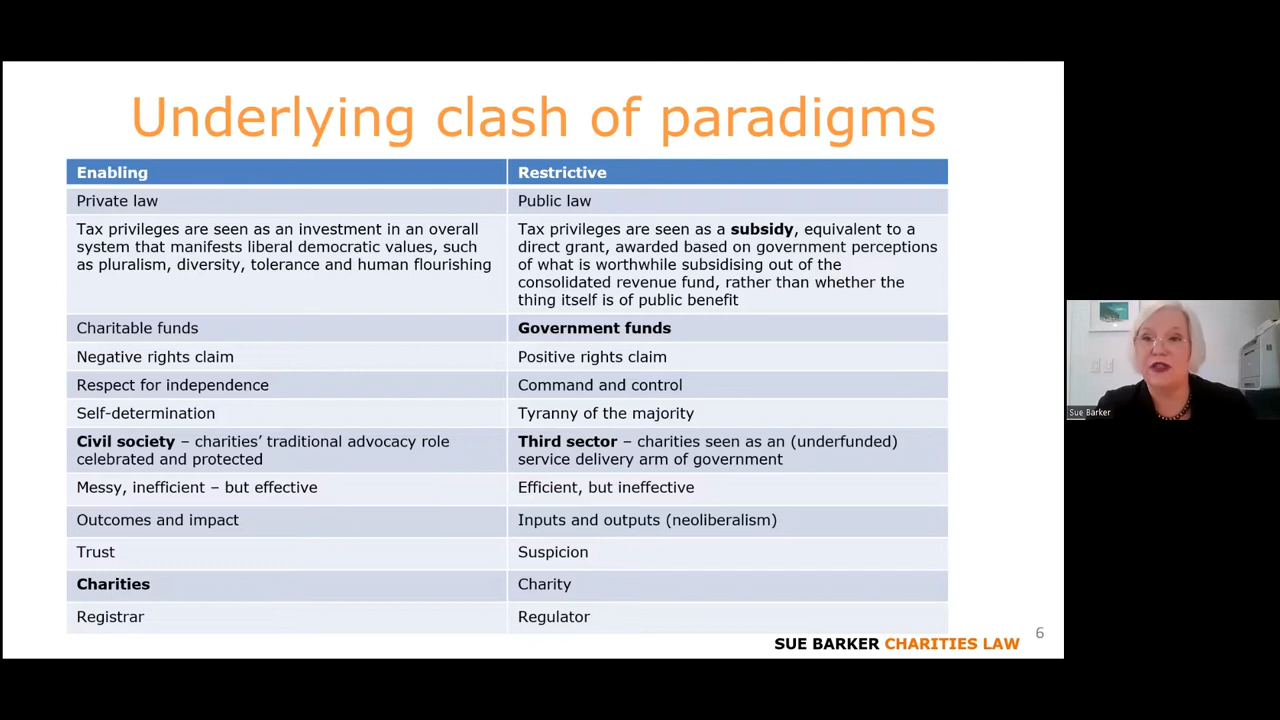 Underlying clash of paradigms
Enabling
Restrictive
Private law
Public law
Tax privileges are seen as an investment in an overall
system that manifests liberal democratic values, such
as pluralism, diversity, tolerance and human flourishing
Tax privileges are seen as a subsidy, equivalent to a
direct grant, awarded based on government perceptions
of what is worthwhile subsidising out of the
consolidated revenue fund, rather than whether the
thing itself is of public benefit
Charitable funds
Government funds
Negative rights claim
Positive rights claim
Respect for independence
Command and control
Self-determination
Tyranny of the majority
Civil society – charities’ traditional advocacy role
celebrated and protected
Third sector – charities seen as an (underfunded)
service delivery arm of government
Messy, inefficient – but effective
Efficient, but ineffective
Outcomes and impact
Inputs and outputs (neoliberalism)
Trust
Suspicion
Charities
Charity
Registrar
Regulator
6
SUE BARKER CHARITIES LAW
Sue Barker